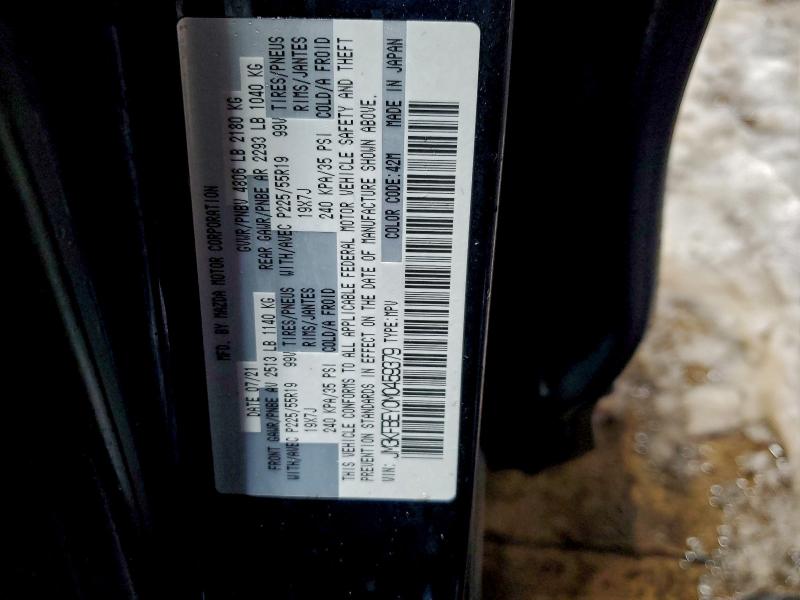 MFD. BY MAZDA MOTOR CORPORATION
DATE 07/21 GVWR/PNBV 4806 LB 2180 KG
FRONT GAWR/PNBE AV 2513 LB 1140 KG REAR GAWR/PNBE AR 2293 LB 1040 KG
WITH/AVEC P225/55R19 99V TIRES/PNEUS WITH/AVEC P225/55R19 99V TIRES/PNEUS
19X7J RIMS/JANTES 19X7J RIMS/JANTES
240 KPA/35 PSI COLD/A FROID 240 KPA/35 PSI COLD/A FROID
THIS VEHICLE CONFORMS TO ALL APPLICABLE FEDERAL MOTOR VEHICLE SAFETY AND THEFT
PREVENTION STANDARDS IN EFFECT ON THE DATE OF MANUFACTURE SHOWN ABOVE.
VIN: JM3KFBEY0M0459379 TYPE:MPV COLOR CODE:42M MADE IN JAPAN